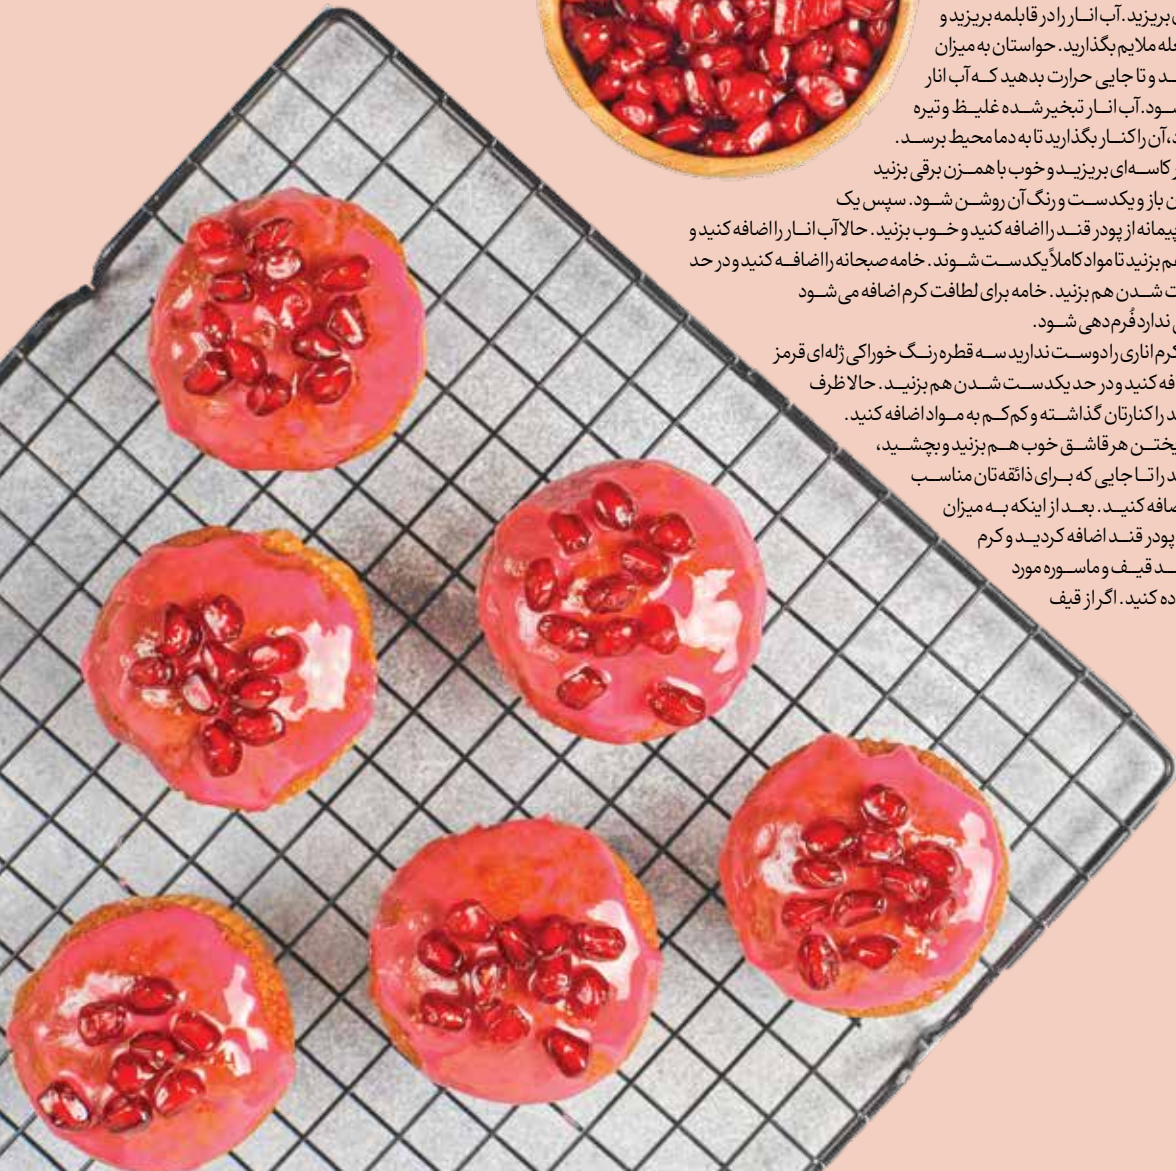 بریزید. آب انار را در قابلمه بریزید و
ملایم بگذارید. حواستان به میزان
و تا جایی حرارت بدهید که آب انار
آب انار تبخیر شده غلیظ و تیره
آن را کنار بگذارید تا به دما محیط برسد.
کاسه‌ای بریزید و خوب با همزن برقی بزنید
باز و یکدست و رنگ آن روشن شود. سپس یک
پیمانه از پودر قند را اضافه کنید و خوب بزنید. حالا آب انار را اضافه کنید و
هم بزنید تا مواد کاملاً یکدست شوند. خامه صبحانه را اضافه کنید و در حد
شدن هم بزنید. خامه برای لطافت کرم اضافه می‌شود
ندارد فُرم‌دهی شود.
کرم اناری را دوست ندارید سه قطره رنگ خوراکی ژله‌ای قرمز
کنید و در حد یکدست شدن هم بزنید. حالا ظرف
را کنارتان گذاشته و کم‌کم به مواد اضافه کنید.
هر قاشق خوب هم بزنید و بچشید،
را تا جایی که برای ذائقه‌تان مناسب
کنید. بعد از اینکه به میزان
پودر قند اضافه کردید و کرم
قیف و ماسوره مورد
کنید. اگر از قیف